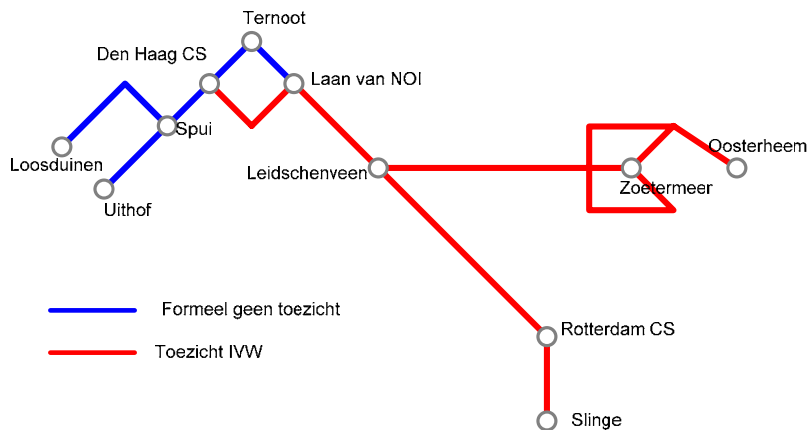 Ternoot
Den Haag CS
Laan van NOI
Spui
Loosduinen
Uithof
Leidschenveen
Oosterheem
Zoetermeer
Formeel geen toezicht
Toezicht IVW
Rotterdam CS
Slinge